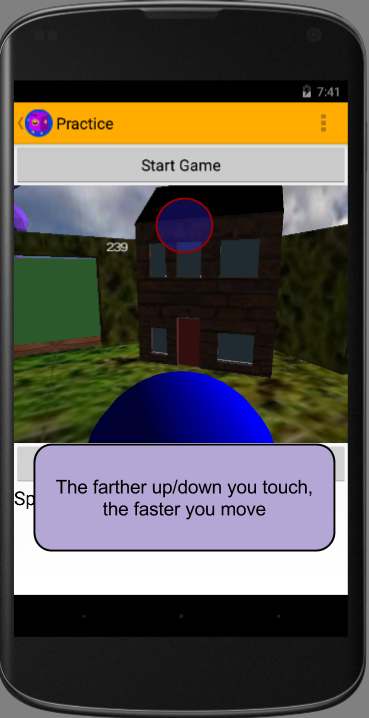 7:41
Practice
Start Game
239
Sp
The farther up/down you touch,
the faster you move